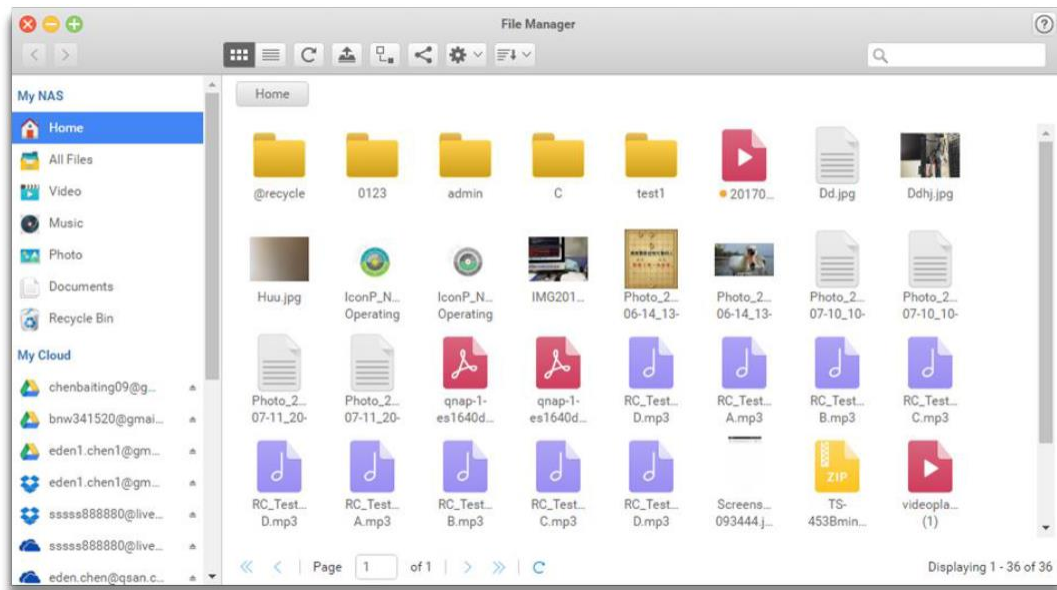 File Manager
My NAS
Home
All Files
Video
Music
Photo
Documents
Recycle Bin
My Cloud
chenbaiting09@g...
bnw341520@gmai...
eden1.chen1@gm...
eden1.chen1@gm...
sssss888880@live...
sssss888880@live...
eden.chen@qsan.c...
Home
@recycle
0123
admin
C
test1
20170...
Dd.jpg
Ddhj.jpg
Huu.jpg
IconP_N...
Operating
IconP_N...
Operating
IMG201...
Photo_2...
06-14_13-
Photo_2...
06-14_13-
Photo_2...
07-10_10-
Photo_2...
07-10_10-
Photo_2...
07-11_20-
Photo_2...
07-11_20-
qnap-1-
es1640d...
qnap-1-
es1640d...
RC_Test...
D.mp3
RC_Test...
A.mp3
RC_Test...
B.mp3
RC_Test...
C.mp3
RC_Test...
D.mp3
RC_Test...
A.mp3
RC_Test...
B.mp3
RC_Test...
C.mp3
RC_Test...
D.mp3
Screens...
093444.j...
ZIP
TS-
453Bmin...
videopla...
(1)
Page 1 of 1
Displaying 1 - 36 of 36